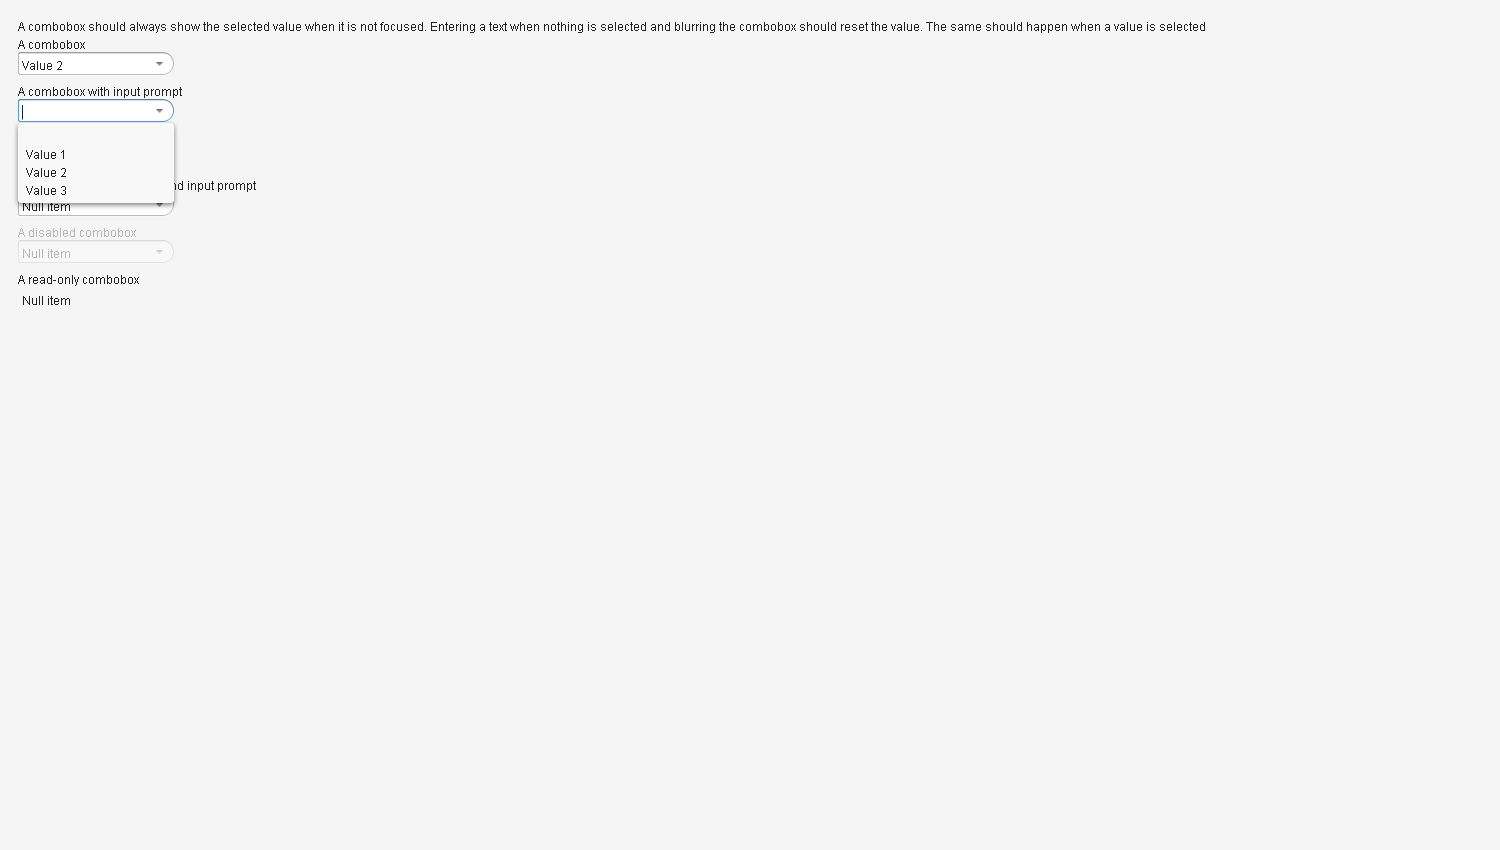 A combobox should always show the selected value when it is not focused. Entering a text when nothing is selected and blurring the combobox should reset the value. The same should happen when a value is selected
A combobox
Value 2
A combobox with input prompt
Value 1
Value 2
Value 3
input prompt
Null item
A disabled combobox
Null item
A read-only combobox
Null item